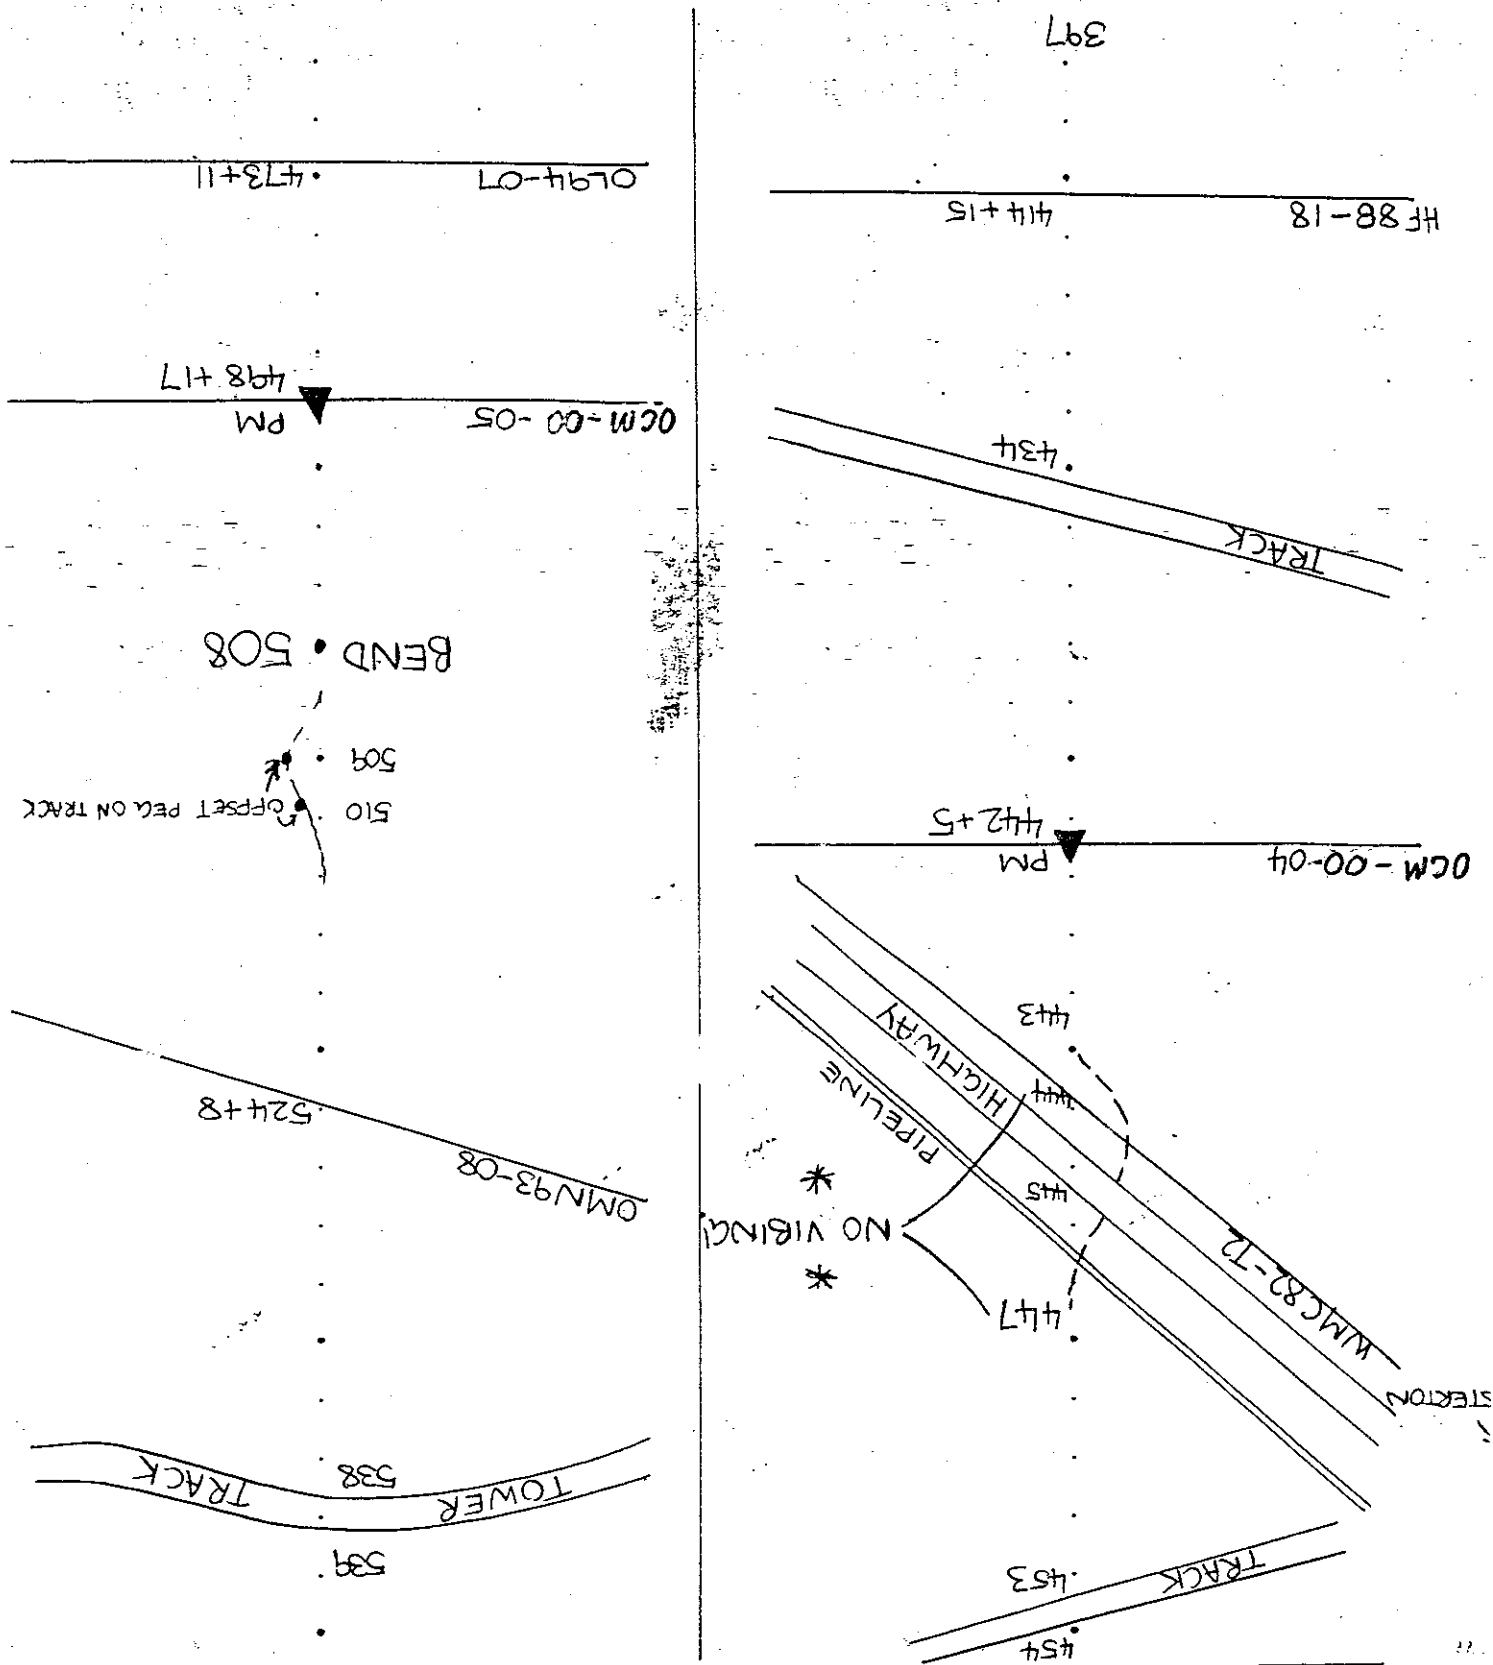 454
TRACK 453
STERTON
447
*
WMC82-T2
NO VIBING
445
*
PIPELINE
444
HIGHWAY
443
OCM-00-04
PM
442+5
TRACK
434
HF88-18
414+15
397
539
TOWER
538
TRACK
OMN93-08
524+8
510
OFFSET PEG ON TRACK
509
BEND 508
OCM-00-05
PM
498+17
OL94-07
473+11